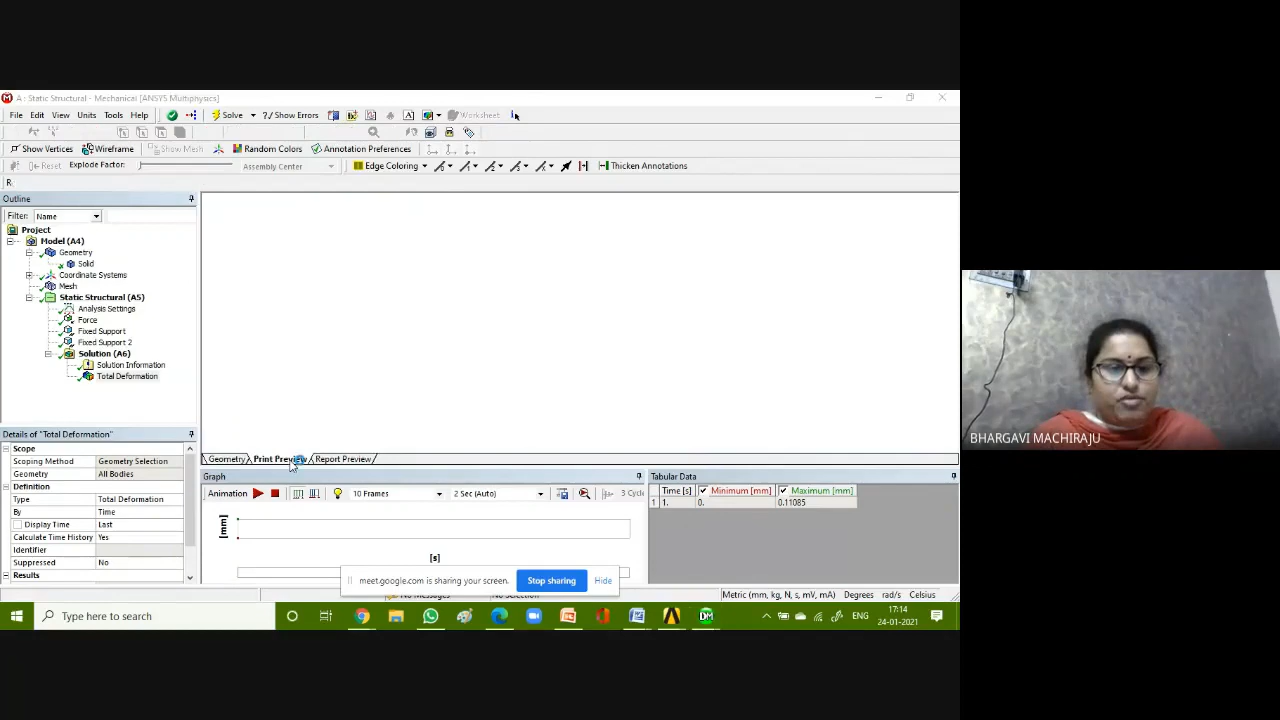 A : Static Structural - Mechanical [ANSYS Multiphysics]
File Edit View Units Tools Help Solve ?/Show Errors Worksheet
Show Vertices Wireframe Show Mesh Random Colors Annotation Preferences
Reset Explode Factor: Assembly Center Edge Coloring Thicken Annotations
Outline
Filter: Name
Project
Model (A4)
Geometry
Solid
Coordinate Systems
Mesh
Static Structural (A5)
Analysis Settings
Force
Fixed Support
Fixed Support 2
Solution (A6)
Solution Information
Total Deformation
Details of "Total Deformation"
Scope
Scoping Method Geometry Selection
Geometry All Bodies
Definition
Type Total Deformation
By Time
Display Time Last
Calculate Time History Yes
Identifier
Suppressed No
Results
Geometry Print Preview Report Preview
Graph
Animation 10 Frames 2 Sec (Auto) 3 Cycl
[mm]
[s]
Tabular Data
Time [s] Minimum [mm] Maximum [mm]
1 1. 0. 0.11085
meet.google.com is sharing your screen. Stop sharing Hide
Metric (mm, kg, N, s, mV, mA) Degrees rad/s Celsius
Type here to search
ENG
17:14
24-01-2021
BHARGAVI MACHIRAJU